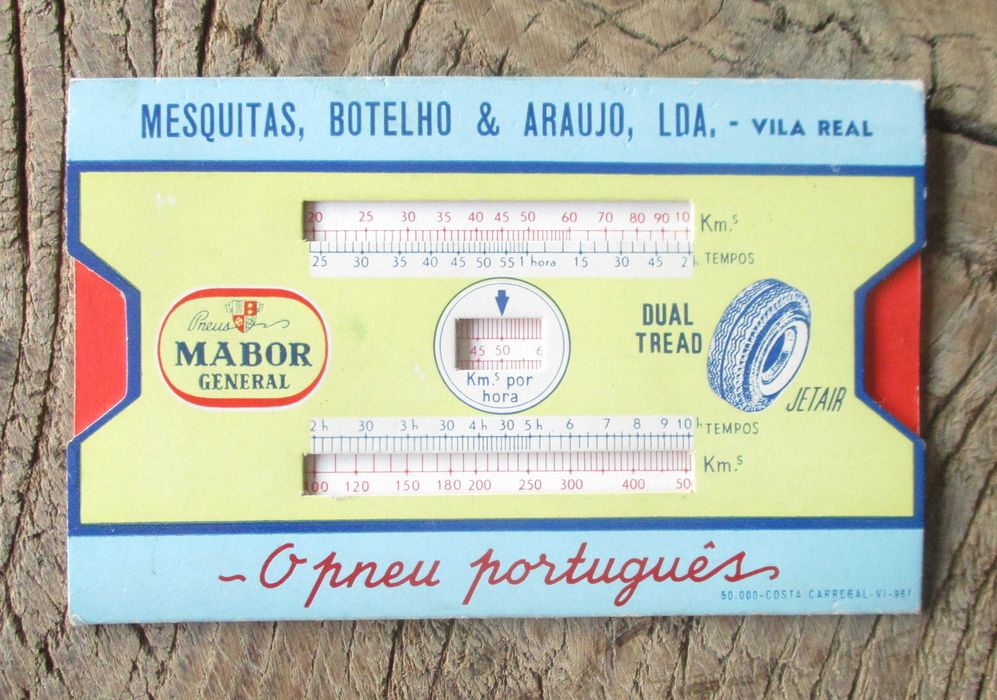 MESQUITAS, BOTELHO & ARAUJO, LDA. - VILA REAL
20 25 30 35 40 45 50 60 70 80 90 10 Km.s
25 30 35 40 45 50 55 1 hora 15 30 45 2 h TEMPOS
Pneus
MABOR
GENERAL
45 50 6
Km.s por
hora
DUAL
TREAD
JETAIR
2 h 30 3 h 30 4 h 30 5 h 6 7 8 9 10 h TEMPOS
100 120 150 180 200 250 300 400 50 Km.s
- O pneu português
50.000-COSTA CARREGAL-VI-961